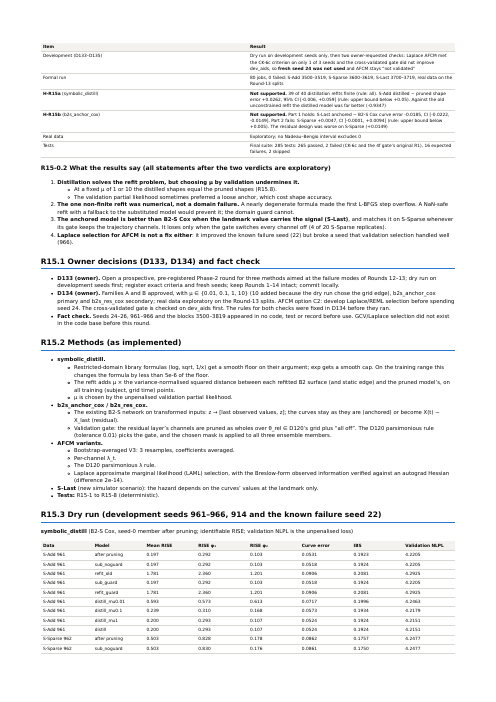 Item Result
Development (D133–D135) Dry run on development seeds only, then two owner-requested checks: Laplace AFCM met
the CK-6c criterion on only 1 of 3 seeds and the cross-validated gate did not improve
dev_aids, so fresh seed 24 was not used and AFCM stays "not validated"
Formal run 80 jobs, 0 failed: S-Add 3500–3519, S-Sparse 3600–3619, S-Last 3700–3719, real data on the
Round-13 splits
H-R15a (symbolic_distill) Not supported. 39 of 40 distillation refits finite (rule: all). S-Add distilled − pruned shape
error +0.0262, 95% CI [-0.006, +0.059] (rule: upper bound below +0.05). Against the old
unconstrained refit the distilled model was far better (-0.9347)
H-R15b (b2s_anchor_cox) Not supported. Part 1 holds: S-Last anchored − B2-S Cox curve error -0.0185, CI [-0.0222,
-0.0149]. Part 2 fails: S-Sparse +0.0047, CI [-0.0001, +0.0094] (rule: upper bound below
+0.005). The residual design was worse on S-Sparse (+0.0149)
Real data Exploratory; no Nadeau-Bengio interval excludes 0
Tests Final suite: 285 tests: 265 passed, 2 failed (CK-6c and the df gate's original R1), 16 expected
failures, 2 skipped
R15-0.2 What the results say (all statements after the two verdicts are exploratory)
1. Distillation solves the refit problem, but choosing μ by validation undermines it.
At a fixed μ of 1 or 10 the distilled shapes equal the pruned shapes (R15.8).
The validation partial likelihood sometimes preferred a loose anchor, which cost shape accuracy.
2. The one non-finite refit was numerical, not a domain failure. A nearly degenerate formula made the first L-BFGS step overflow. A NaN-safe
refit with a fallback to the substituted model would prevent it; the domain guard cannot.
3. The anchored model is better than B2-S Cox when the landmark value carries the signal (S-Last), and matches it on S-Sparse whenever
its gate keeps the trajectory channels. It loses only when the gate switches every channel off (4 of 20 S-Sparse replicates).
4. Laplace selection for AFCM is not a fix either: it improved the known failure seed (22) but broke a seed that validation selection handled well
(966).
R15.1 Owner decisions (D133, D134) and fact check
D133 (owner). Open a prospective, pre-registered Phase-2 round for three methods aimed at the failure modes of Rounds 12–13; dry run on
development seeds first; register exact criteria and fresh seeds; keep Rounds 1–14 intact; commit locally.
D134 (owner). Families A and B approved, with μ ∈ {0.01, 0.1, 1, 10} (10 added because the dry run chose the grid edge), b2s_anchor_cox
primary and b2s_res_cox secondary; real data exploratory on the Round-13 splits. AFCM option C2: develop Laplace/REML selection before spending
seed 24. The cross-validated gate is checked on dev_aids first. The rules for both checks were fixed in D134 before they ran.
Fact check. Seeds 24–26, 961–966 and the blocks 3500–3819 appeared in no code, test or record before use. GCV/Laplace selection did not exist
in the code base before this round.
R15.2 Methods (as implemented)
symbolic_distill.
Restricted-domain library formulas (log, sqrt, 1/x) get a smooth floor on their argument; exp gets a smooth cap. On the training range this
changes the formula by less than 5e-6 of the floor.
The refit adds μ × the variance-normalised squared distance between each refitted B2 surface (and static edge) and the pruned model's, on
all training (subject, grid time) points.
μ is chosen by the unpenalised validation partial likelihood.
b2s_anchor_cox / b2s_res_cox.
The existing B2-S network on transformed inputs: z → [last observed values, z]; the curves stay as they are (anchored) or become X(t) −
X_last (residual).
Validation gate: the residual layer's channels are pruned as wholes over θ_rel ∈ D120's grid plus "all off". The D120 parsimonious rule
(tolerance 0.01) picks the gate, and the chosen mask is applied to all three ensemble members.
AFCM variants.
Bootstrap-averaged V3: 3 resamples, coefficients averaged.
Per-channel λ_t.
The D120 parsimonious λ rule.
Laplace approximate marginal likelihood (LAML) selection, with the Breslow-form observed information verified against an autograd Hessian
(difference 2e-14).
S-Last (new simulator scenario): the hazard depends on the curves' values at the landmark only.
Tests: R15-1 to R15-8 (deterministic).
R15.3 Dry run (development seeds 961–966, 914 and the known failure seed 22)
symbolic_distill (B2-S Cox, seed-0 member after pruning; identifiable RISE; validation NLPL is the unpenalised loss)
Data Model Mean RISE RISE φ₁ RISE φ₂ Curve error IBS Validation NLPL
S-Add 961 after pruning 0.197 0.292 0.103 0.0531 0.1923 4.2205
S-Add 961 sub_noguard 0.197 0.292 0.103 0.0518 0.1924 4.2205
S-Add 961 refit_old 1.781 2.360 1.201 0.0906 0.2081 4.2925
S-Add 961 sub_guard 0.197 0.292 0.103 0.0518 0.1924 4.2205
S-Add 961 refit_guard 1.781 2.360 1.201 0.0906 0.2081 4.2925
S-Add 961 distill_mu0.01 0.593 0.573 0.613 0.0717 0.1996 4.2463
S-Add 961 distill_mu0.1 0.239 0.310 0.168 0.0573 0.1934 4.2179
S-Add 961 distill_mu1 0.200 0.293 0.107 0.0524 0.1924 4.2151
S-Add 961 distill 0.200 0.293 0.107 0.0524 0.1924 4.2151
S-Sparse 962 after pruning 0.503 0.828 0.178 0.0862 0.1757 4.2477
S-Sparse 962 sub_noguard 0.503 0.830 0.176 0.0861 0.1750 4.2477